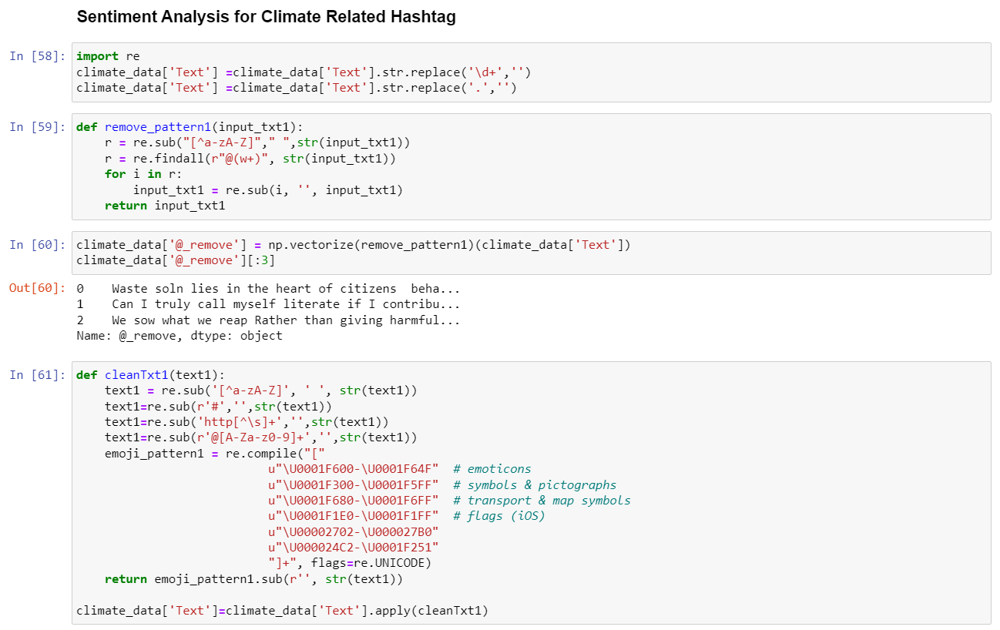 Sentiment Analysis for Climate Related Hashtag
In [58]: import re
climate_data['Text'] =climate_data['Text'].str.replace('\d+','')
climate_data['Text'] =climate_data['Text'].str.replace('.','')
In [59]: def remove_pattern1(input_txt1):
    r = re.sub("[^a-zA-Z]"," ",str(input_txt1))
    r = re.findall(r"@(w+)", str(input_txt1))
    for i in r:
        input_txt1 = re.sub(i, '', input_txt1)
    return input_txt1
In [60]: climate_data['@_remove'] = np.vectorize(remove_pattern1)(climate_data['Text'])
climate_data['@_remove'][:3]
Out[60]: 0    Waste soln lies in the heart of citizens  beha...
1    Can I truly call myself literate if I contribu...
2    We sow what we reap Rather than giving harmful...
Name: @_remove, dtype: object
In [61]: def cleanTxt1(text1):
    text1 = re.sub('[^a-zA-Z]', ' ', str(text1))
    text1=re.sub(r'#','',str(text1))
    text1=re.sub('http[^\s]+','',str(text1))
    text1=re.sub(r'@[A-Za-z0-9]+','',str(text1))
    emoji_pattern1 = re.compile("["
                           u"\U0001F600-\U0001F64F"  # emoticons
                           u"\U0001F300-\U0001F5FF"  # symbols & pictographs
                           u"\U0001F680-\U0001F6FF"  # transport & map symbols
                           u"\U0001F1E0-\U0001F1FF"  # flags (iOS)
                           u"\U00002702-\U000027B0"
                           u"\U000024C2-\U0001F251"
                           "]+", flags=re.UNICODE)
    return emoji_pattern1.sub(r'', str(text1))
climate_data['Text']=climate_data['Text'].apply(cleanTxt1)